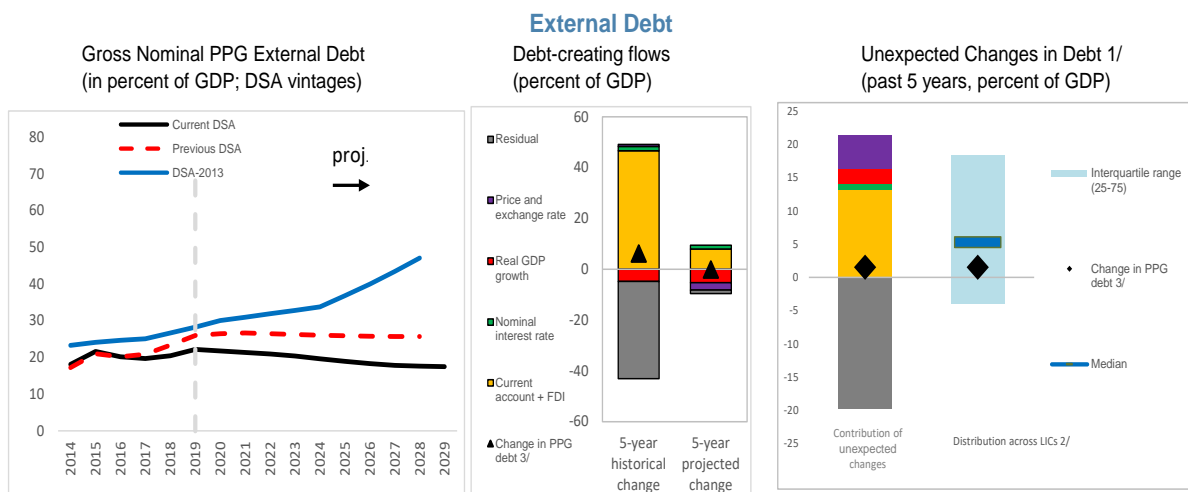 External Debt
Gross Nominal PPG External Debt
(in percent of GDP; DSA vintages)
Current DSA
Previous DSA
DSA-2013
proj.
80
70
60
50
40
30
20
10
0
2014
2015
2016
2017
2018
2019
2020
2021
2022
2023
2024
2025
2026
2027
2028
2029
Debt-creating flows
(percent of GDP)
Residual
Price and
exchange rate
Real GDP
growth
Nominal
interest rate
Current
account + FDI
Change in PPG
debt 3/
60
40
20
0
-20
-40
-60
5-year
historical
change
5-year
projected
change
Unexpected Changes in Debt 1/
(past 5 years, percent of GDP)
25
20
15
10
5
0
-5
-10
-15
-20
-25
Contribution of
unexpected
changes
Distribution across LICs 2/
Interquartile range
(25-75)
Change in PPG
debt 3/
Median